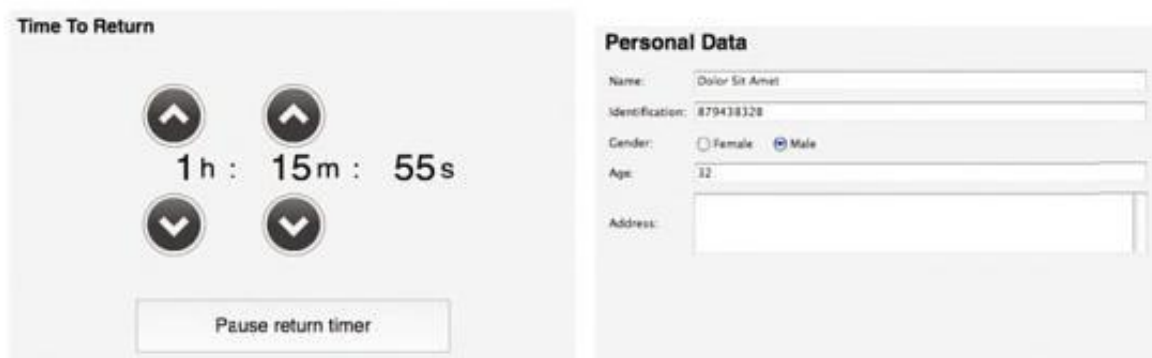 Time To Return
1h : 15m : 55s
Pause return timer
Personal Data
Name: Dolor Sit Amet
Identification: 879438328
Gender: Female Male
Age: 32
Address: